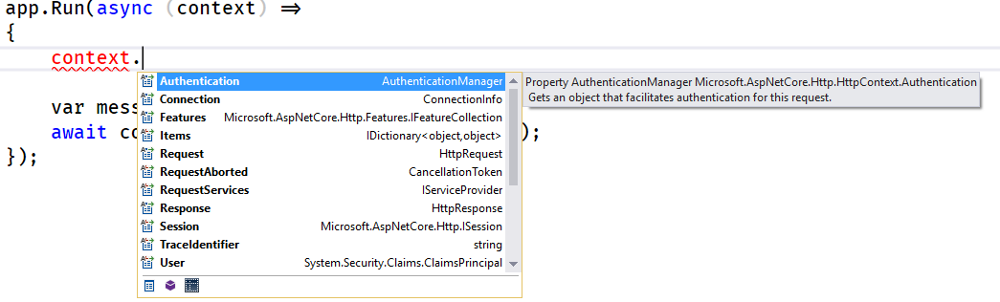 app.Run(async (context) =>
{
context.
Authentication AuthenticationManager
Property AuthenticationManager Microsoft.AspNetCore.Http.HttpContext.Authentication
Gets an object that facilitates authentication for this request.
Connection ConnectionInfo
var mess
Features Microsoft.AspNetCore.Http.Features.IFeatureCollection
await co );
Items IDictionary<object,object>
});
Request HttpRequest
RequestAborted CancellationToken
RequestServices IServiceProvider
Response HttpResponse
Session Microsoft.AspNetCore.Http.ISession
TraceIdentifier string
User System.Security.Claims.ClaimsPrincipal